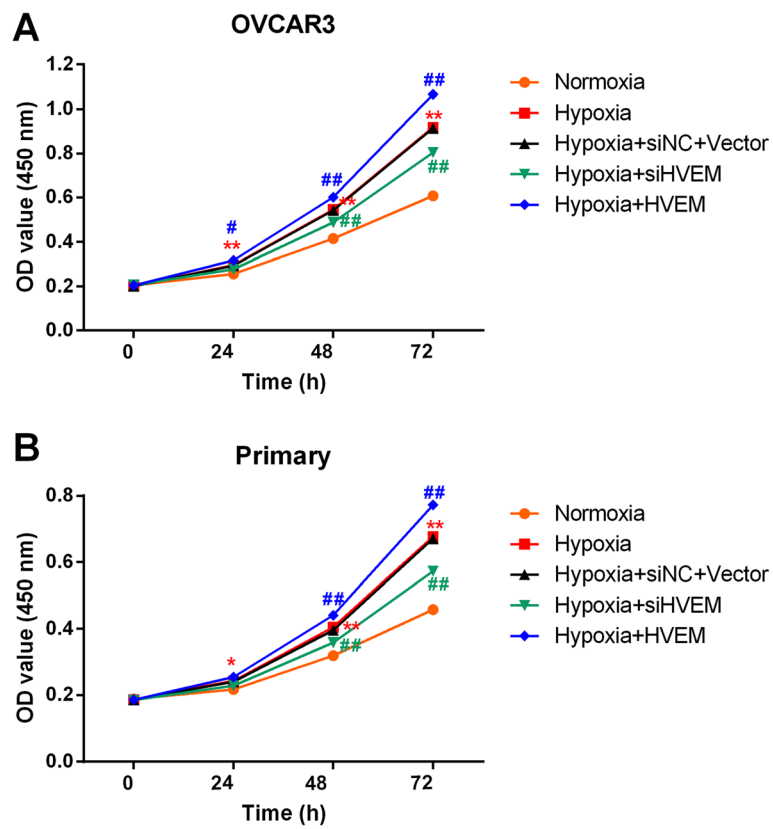 A
OVCAR3
OD value (450 nm)
1.2
1.0
0.8
0.6
0.4
0.2
0.0
#
**
##
**
##
##
**
##
0
24
48
72
Time (h)
Normoxia
Hypoxia
Hypoxia+siNC+Vector
Hypoxia+siHVEM
Hypoxia+HVEM
B
Primary
OD value (450 nm)
0.8
0.6
0.4
0.2
0.0
*
##
**
##
##
**
##
0
24
48
72
Time (h)
Normoxia
Hypoxia
Hypoxia+siNC+Vector
Hypoxia+siHVEM
Hypoxia+HVEM